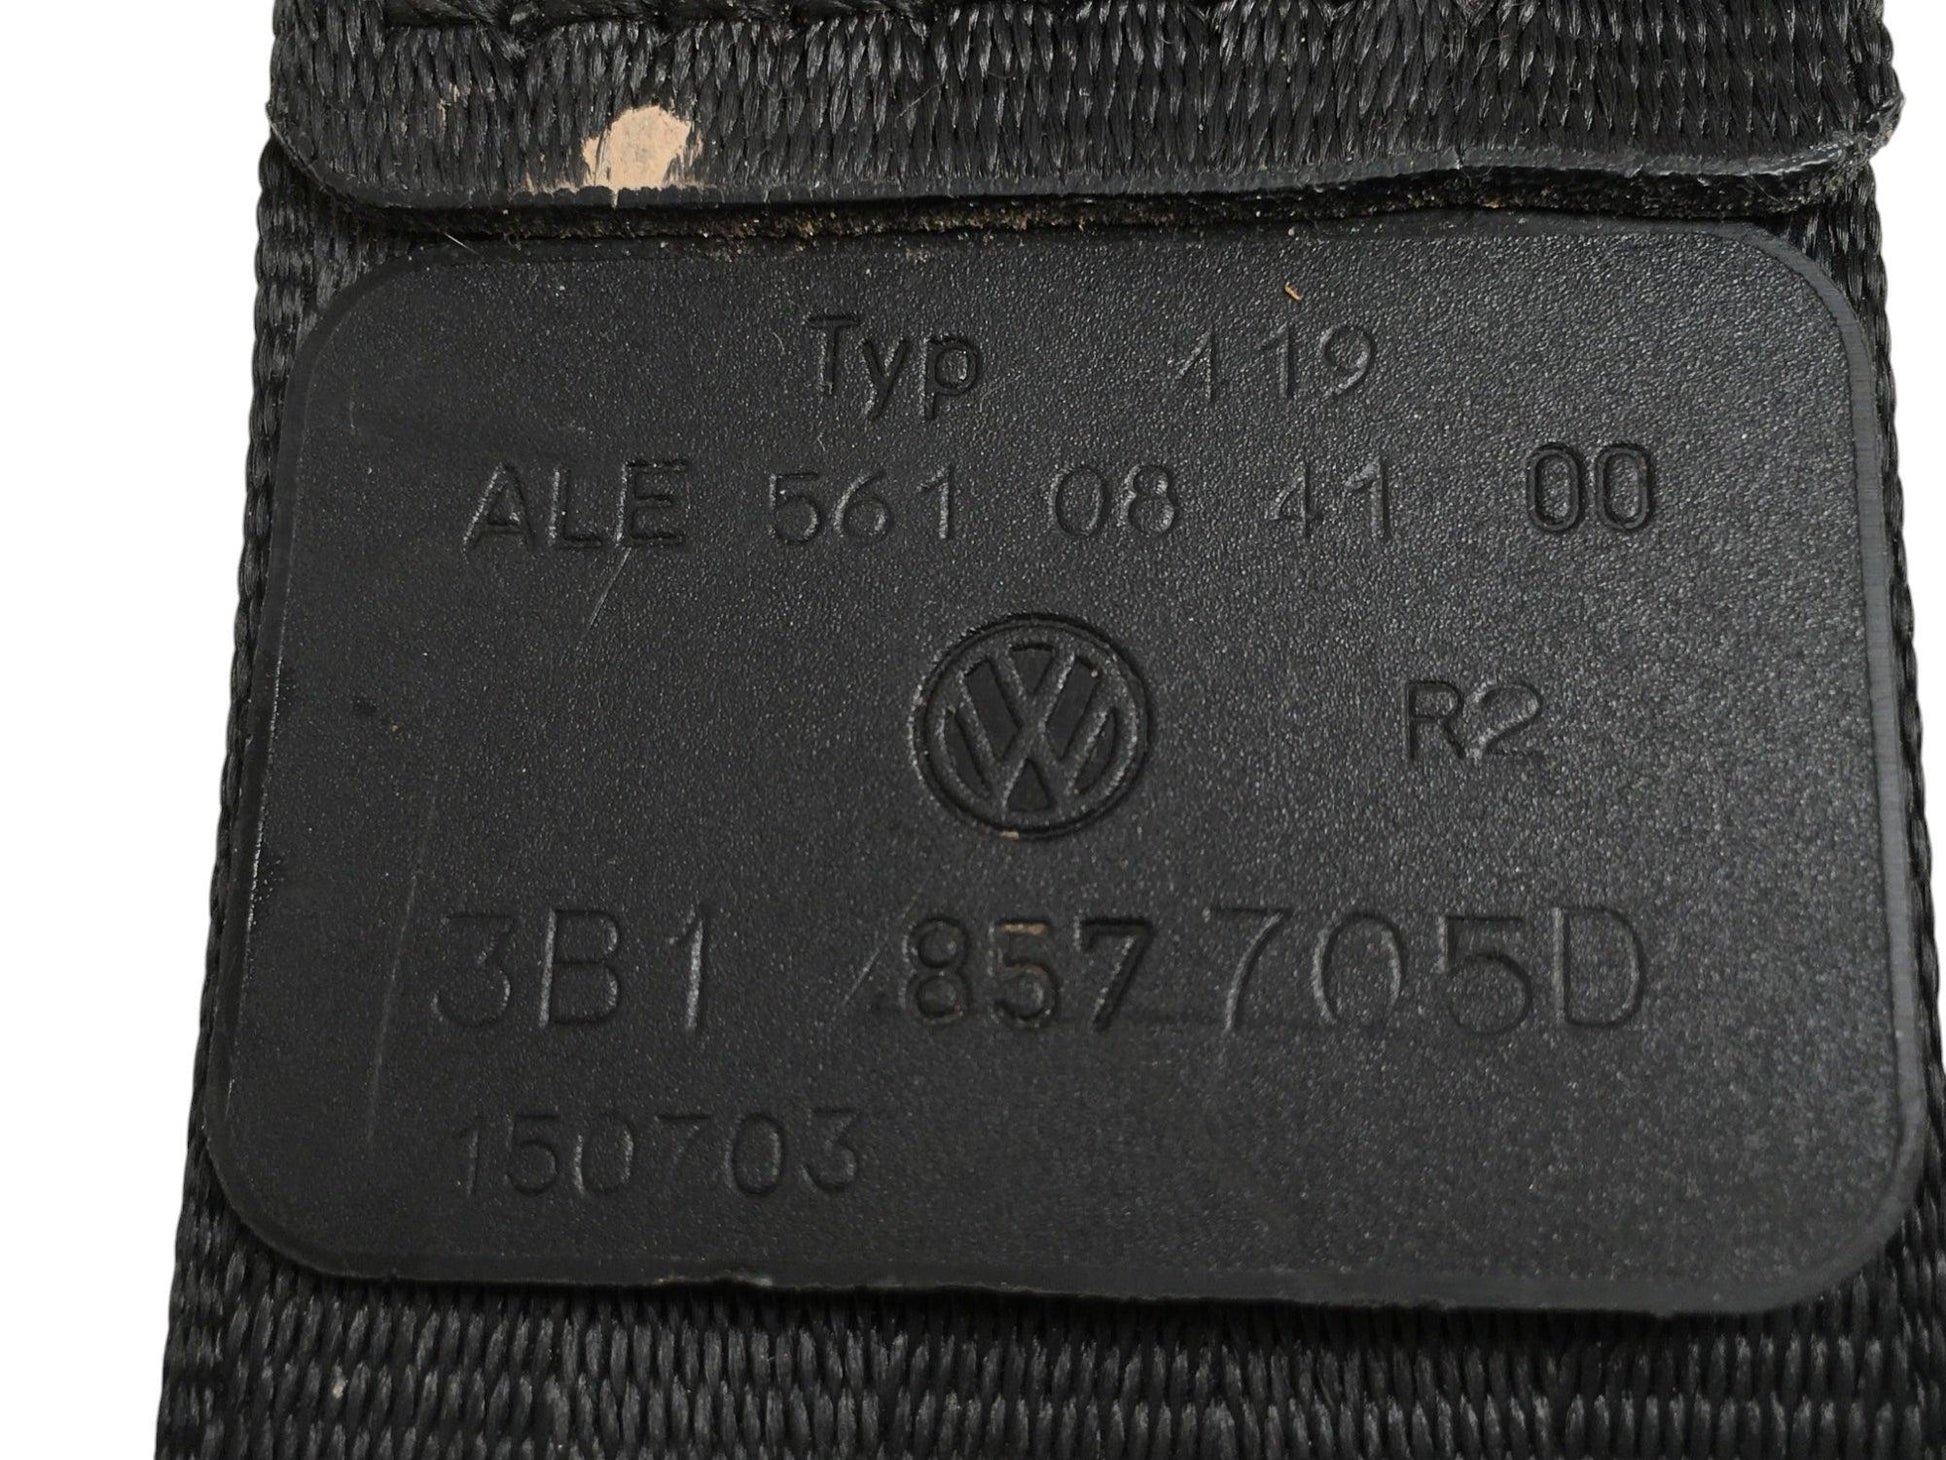 Typ 419
ALE 561 08 41 00
R2
3B1 857 705D
150703